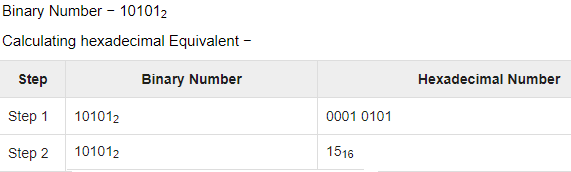 Binary Number − 10101₂
Calculating hexadecimal Equivalent −
Step Binary Number Hexadecimal Number
Step 1 10101₂ 0001 0101
Step 2 10101₂ 15₁₆